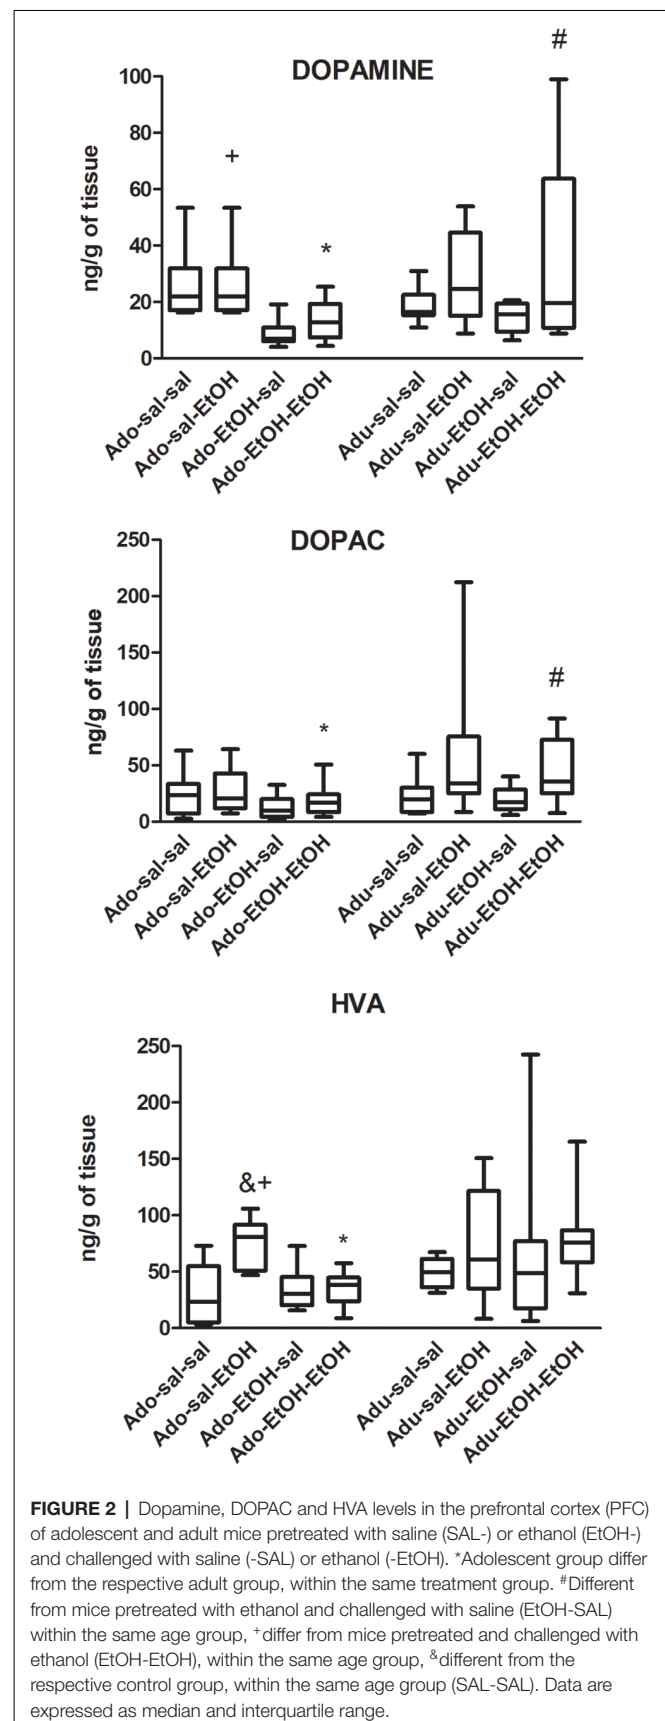 DOPAMINE
#
+
*
ng/g of tissue
100
80
60
40
20
0
Ado-sal-sal
Ado-sal-EtOH
Ado-EtOH-sal
Ado-EtOH-EtOH
Adu-sal-sal
Adu-sal-EtOH
Adu-EtOH-sal
Adu-EtOH-EtOH
DOPAC
*
#
ng/g of tissue
250
200
150
100
50
0
Ado-sal-sal
Ado-sal-EtOH
Ado-EtOH-sal
Ado-EtOH-EtOH
Adu-sal-sal
Adu-sal-EtOH
Adu-EtOH-sal
Adu-EtOH-EtOH
HVA
&+
*
ng/g of tissue
250
200
150
100
50
0
Ado-sal-sal
Ado-sal-EtOH
Ado-EtOH-sal
Ado-EtOH-EtOH
Adu-sal-sal
Adu-sal-EtOH
Adu-EtOH-sal
Adu-EtOH-EtOH
FIGURE 2 | Dopamine, DOPAC and HVA levels in the prefrontal cortex (PFC)
of adolescent and adult mice pretreated with saline (SAL-) or ethanol (EtOH-)
and challenged with saline (-SAL) or ethanol (-EtOH). *Adolescent group differ
from the respective adult group, within the same treatment group. #Different
from mice pretreated with ethanol and challenged with saline (EtOH-SAL)
within the same age group, +differ from mice pretreated and challenged with
ethanol (EtOH-EtOH), within the same age group, &different from the
respective control group, within the same age group (SAL-SAL). Data are
expressed as median and interquartile range.